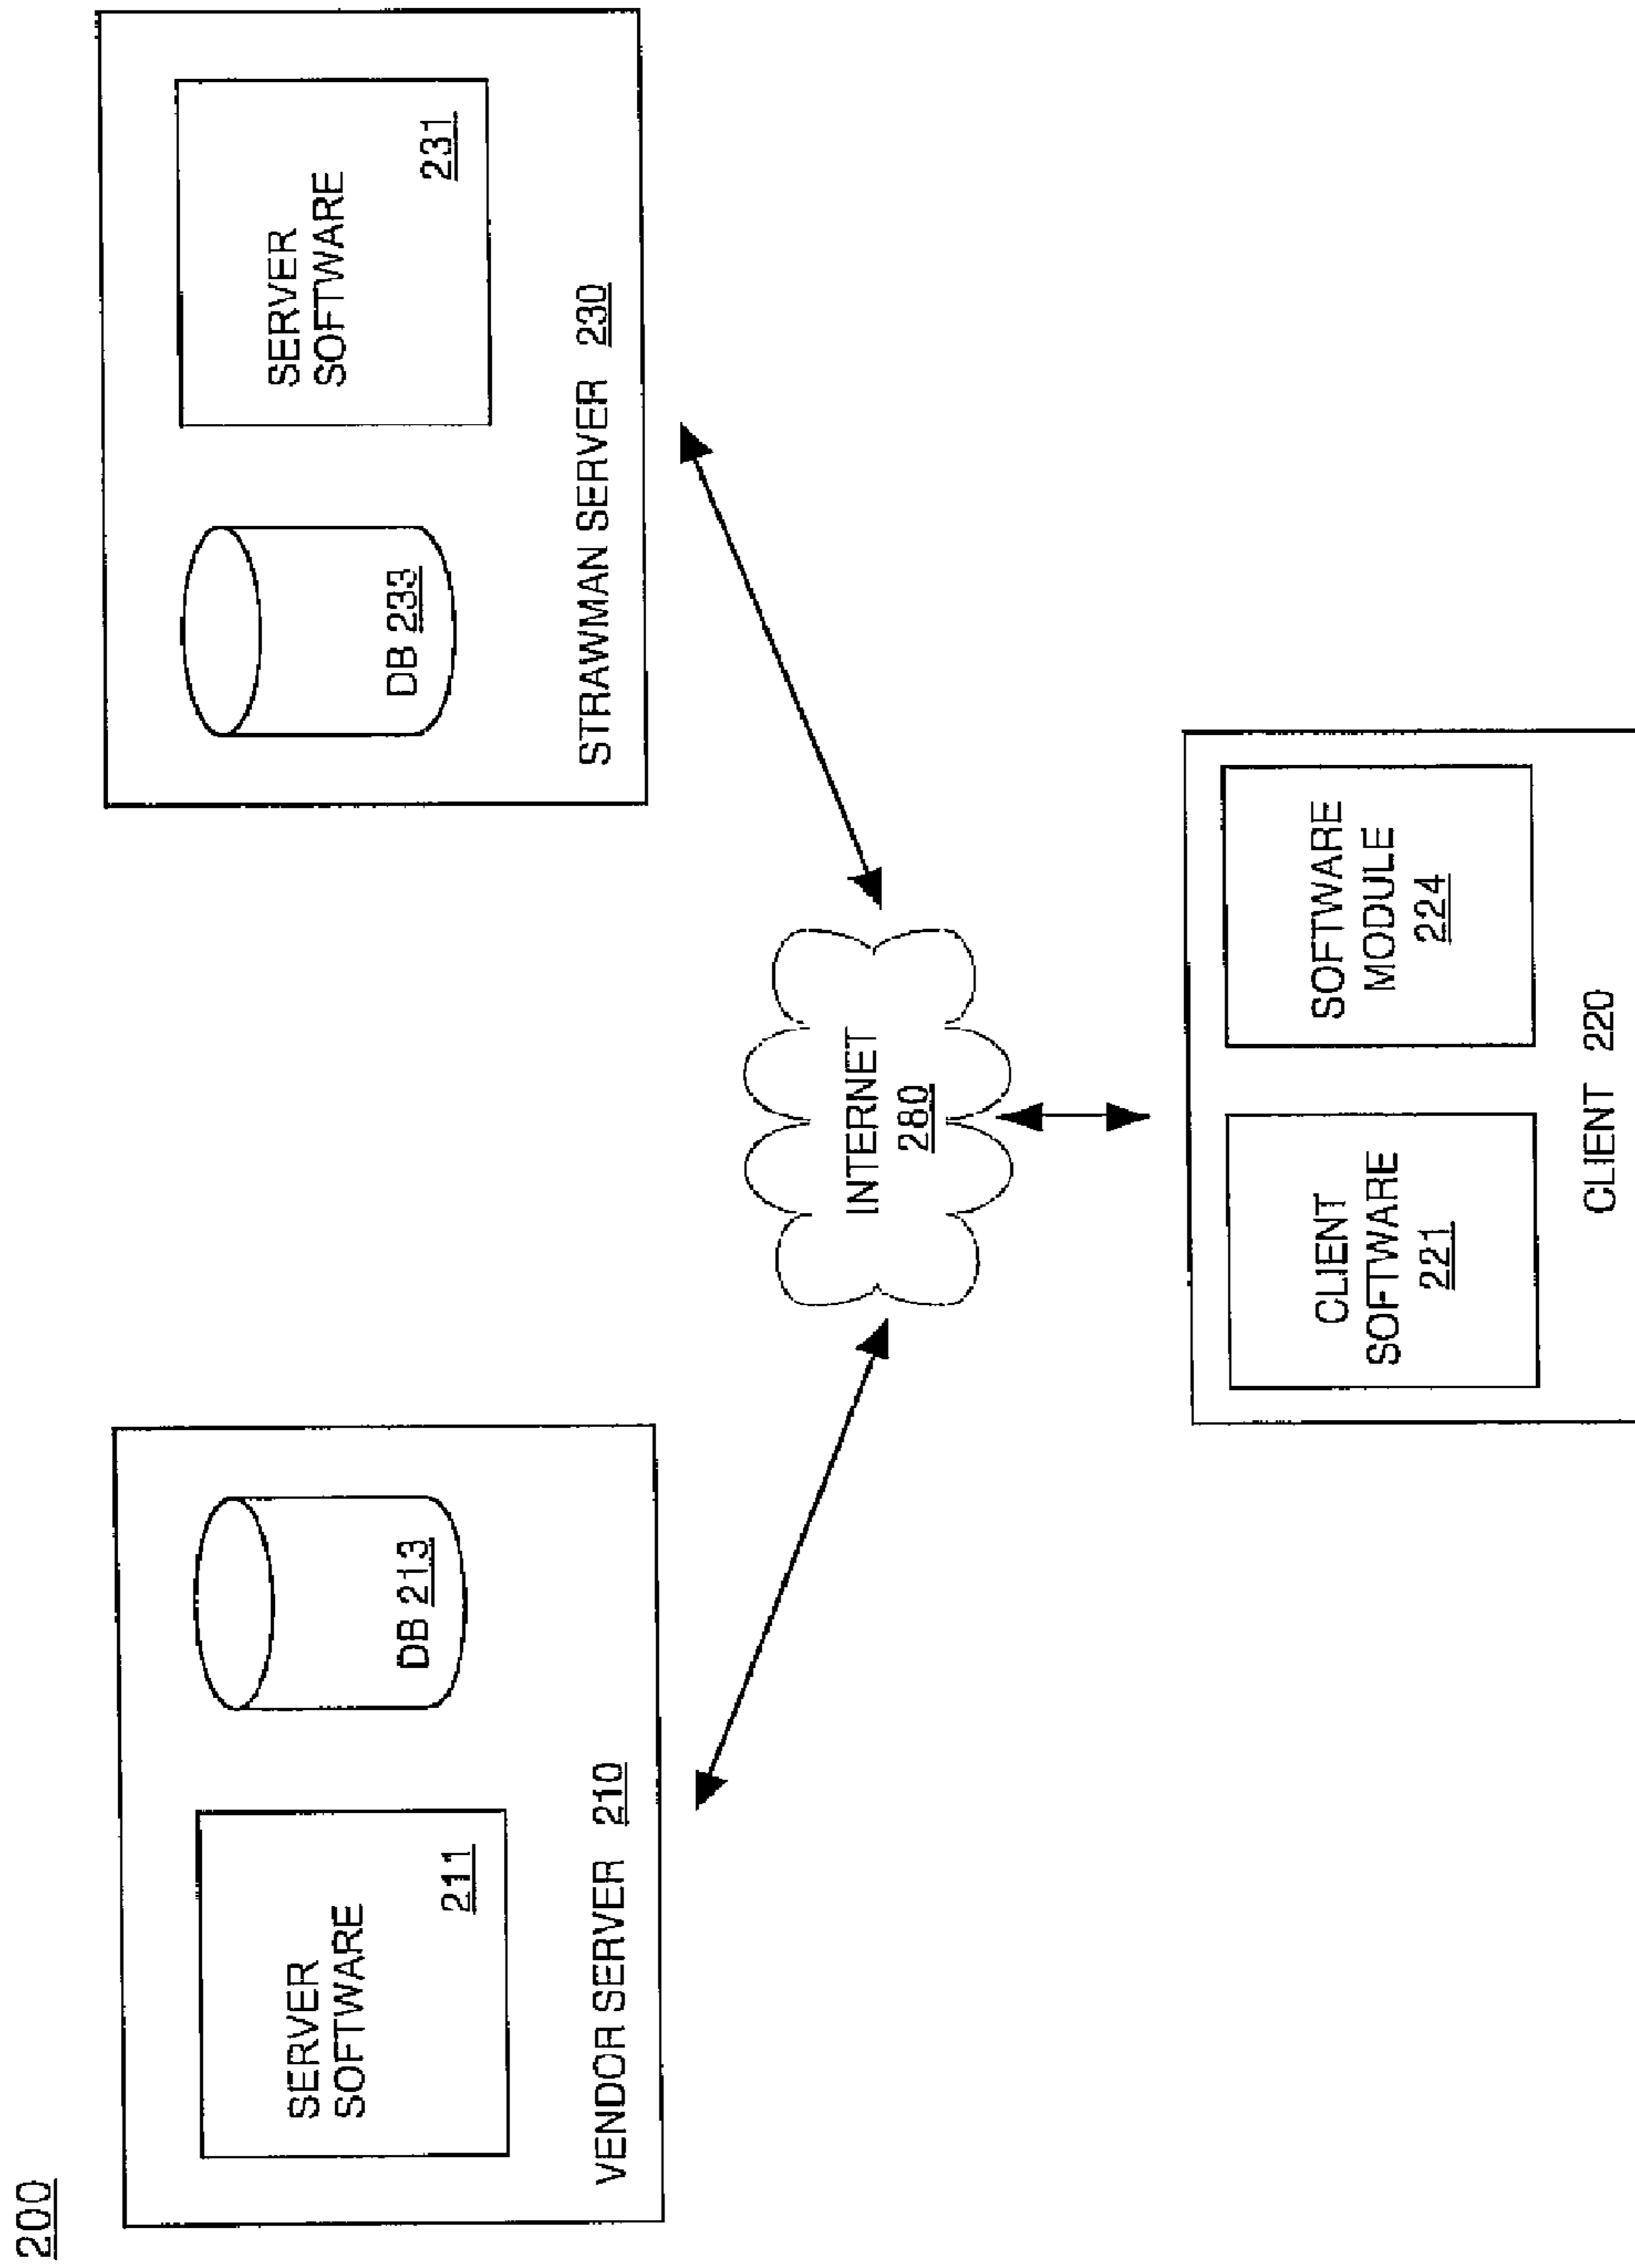 200
SERVER
SOFTWARE
211
DB 213
VENDOR SERVER 210
DB 233
SERVER
SOFTWARE
231
STRAWMAN SERVER 230
INTERNET
280
CLIENT
SOFTWARE
221
SOFTWARE
MODULE
224
CLIENT 220